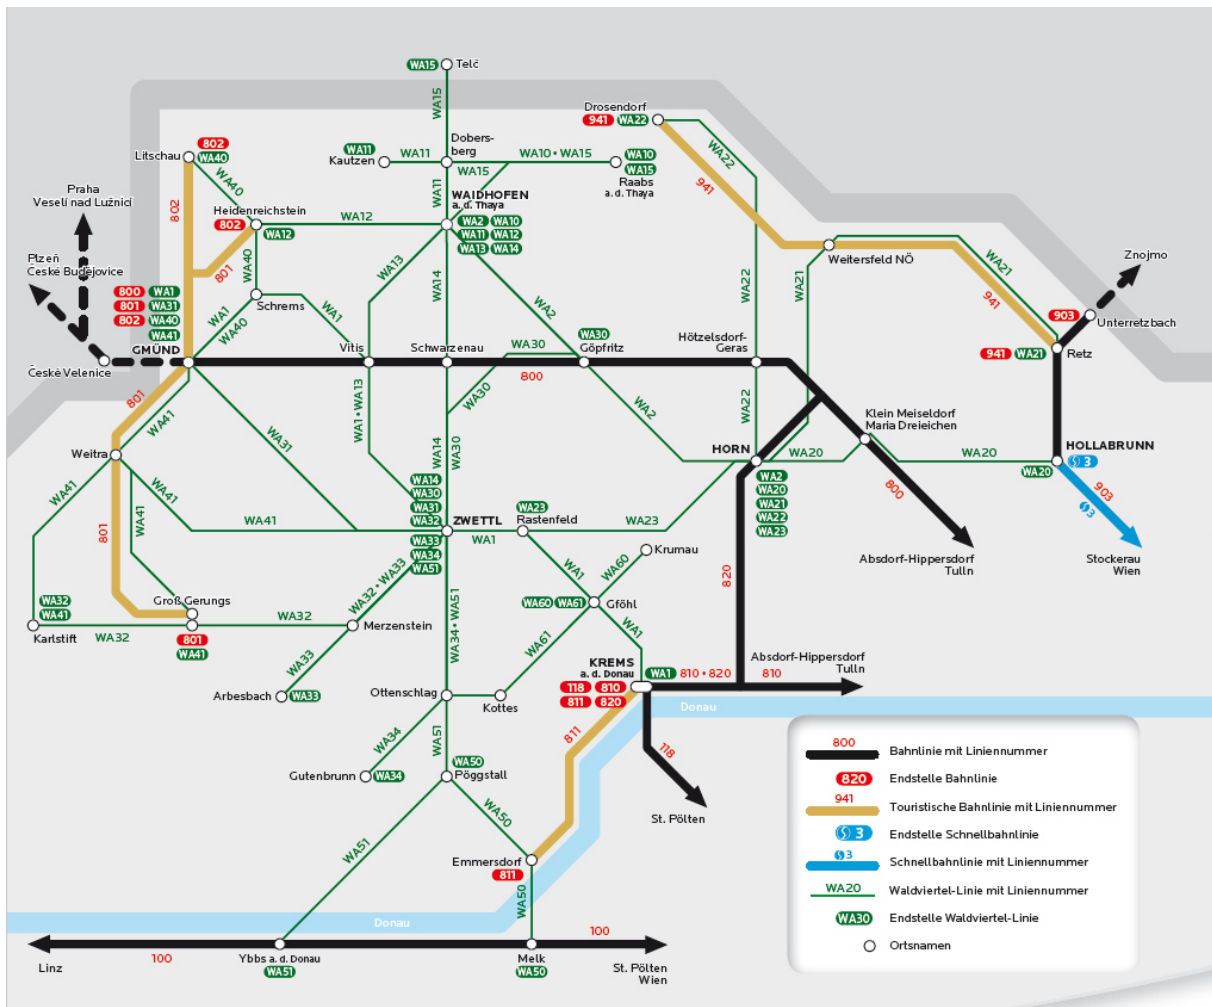 WA15 Telč
WA15
Drosendorf
941 WA22
802
Litschau WA40
WA11
Kautzen
WA11
Dobers-
berg
WA10 • WA15
WA15
WA10
WA15
Raabs
a. d. Thaya
WA22
WA40
WA11
941
Praha
Veselí nad Lužnicí
802
Heidenreichstein
802 WA12
WA12
WAIDHOFEN
a. d. Thaya
WA2 WA10
WA11 WA12
WA13 WA14
Weitersfeld NÖ
WA21
Znojmo
Plzeň
České Budějovice
801
WA40
WA13
WA14
WA22
WA21
941
800 WA1
801 WA31
802 WA40
WA41
GMÜND
WA1
WA40
Schrems
WA1
WA2
903
Unterretzbach
České Velenice
Vitis
Schwarzenau
WA30
WA30
Göpfritz
800
Hötzelsdorf-
Geras
941 WA21
Retz
801
WA41
WA1 • WA13
WA30
WA2
WA22
Klein Meiseldorf
Maria Dreieichen
Weitra
WA31
WA14
WA30
HORN
WA20
WA20
HOLLABRUNN
WA20 S 3
WA41
WA41
WA41
WA41
801
WA14
WA30
WA31
WA32
ZWETTL
WA33
WA34
WA51
WA1
WA23
Rastenfeld
WA23
WA2
WA20
WA21
WA22
WA23
800
903
S3
Absdorf-Hippersdorf
Tulln
Stockerau
Wien
Krumau
WA1
WA60
820
WA32 • WA33
WA34 • WA51
WA32
WA41
Karlstift
WA32
Groß Gerungs
801
WA41
WA32
Merzenstein
WA60 WA61
Gföhl
WA61
WA1
WA33
Arbesbach WA33
Ottenschlag
Kottes
KREMS
a. d. Donau
118 810
811 820
WA1 810 • 820
810
Absdorf-Hippersdorf
Tulln
Donau
WA34
WA51
811
118
Gutenbrunn WA34
WA50
Pöggstall
St. Pölten
WA51
WA50
Emmersdorf
811
WA50
Donau
Linz
100
Ybbs a. d. Donau
WA51
Melk
WA50
100
St. Pölten
Wien
800 Bahnlinie mit Liniennummer
820 Endstelle Bahnlinie
941 Touristische Bahnlinie mit Liniennummer
S 3 Endstelle Schnellbahnlinie
S3 Schnellbahnlinie mit Liniennummer
WA20 Waldviertel-Linie mit Liniennummer
WA30 Endstelle Waldviertel-Linie
Ortsnamen